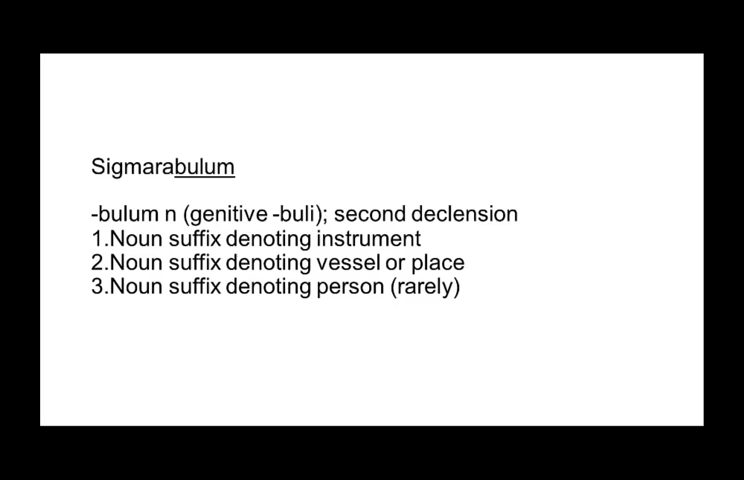 Sigmarabulum
-bulum n (genitive -buli); second declension
1.Noun suffix denoting instrument
2.Noun suffix denoting vessel or place
3.Noun suffix denoting person (rarely)